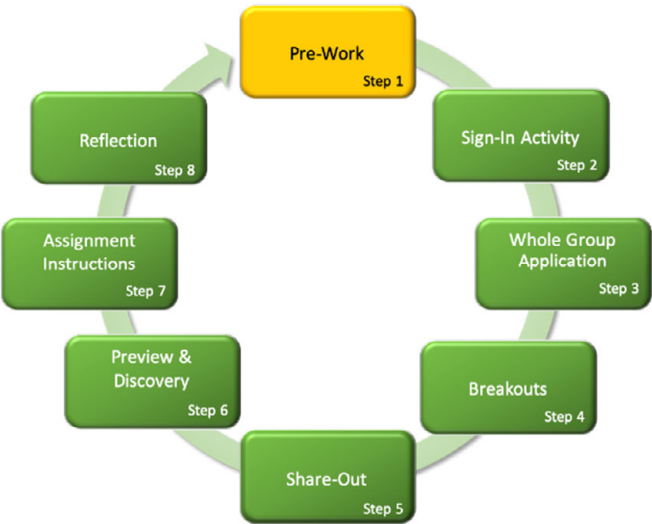 Pre-Work
Step 1
Sign-In Activity
Step 2
Whole Group
Application
Step 3
Breakouts
Step 4
Share-Out
Step 5
Preview &
Discovery
Step 6
Assignment
Instructions
Step 7
Reflection
Step 8